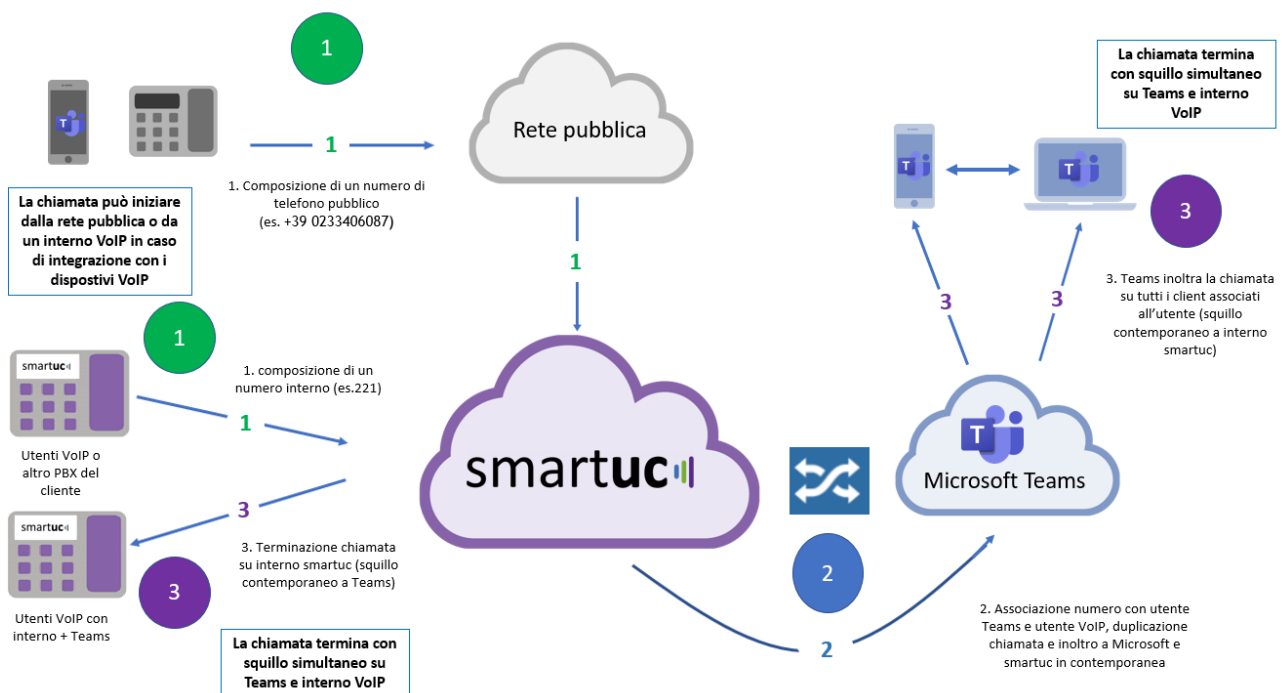 1
La chiamata può iniziare
dalla rete pubblica o da
un interno VoIP in caso
di integrazione con i
dispostivi VoIP
1
1. Composizione di un numero di
telefono pubblico
(es. +39 0233406087)
Rete pubblica
1
La chiamata termina
con squillo simultaneo
su Teams e interno
VoIP
T
T
3
3
3
3. Teams inoltra la chiamata
su tutti i client associati
all'utente (squillo
contemporaneo a interno
smartuc)
1
smartuc
Utenti VoIP o
altro PBX del
cliente
1. composizione di un
numero interno (es.221)
1
smartuc
T
Microsoft Teams
smartuc
Utenti VoIP con
interno + Teams
3
3. Terminazione chiamata
su interno smartuc (squillo
contemporaneo a Teams)
3
La chiamata termina con
squillo simultaneo su
Teams e interno VoIP
2
2
2. Associazione numero con utente
Teams e utente VoIP, duplicazione
chiamata e inoltro a Microsoft e
smartuc in contemporanea
T